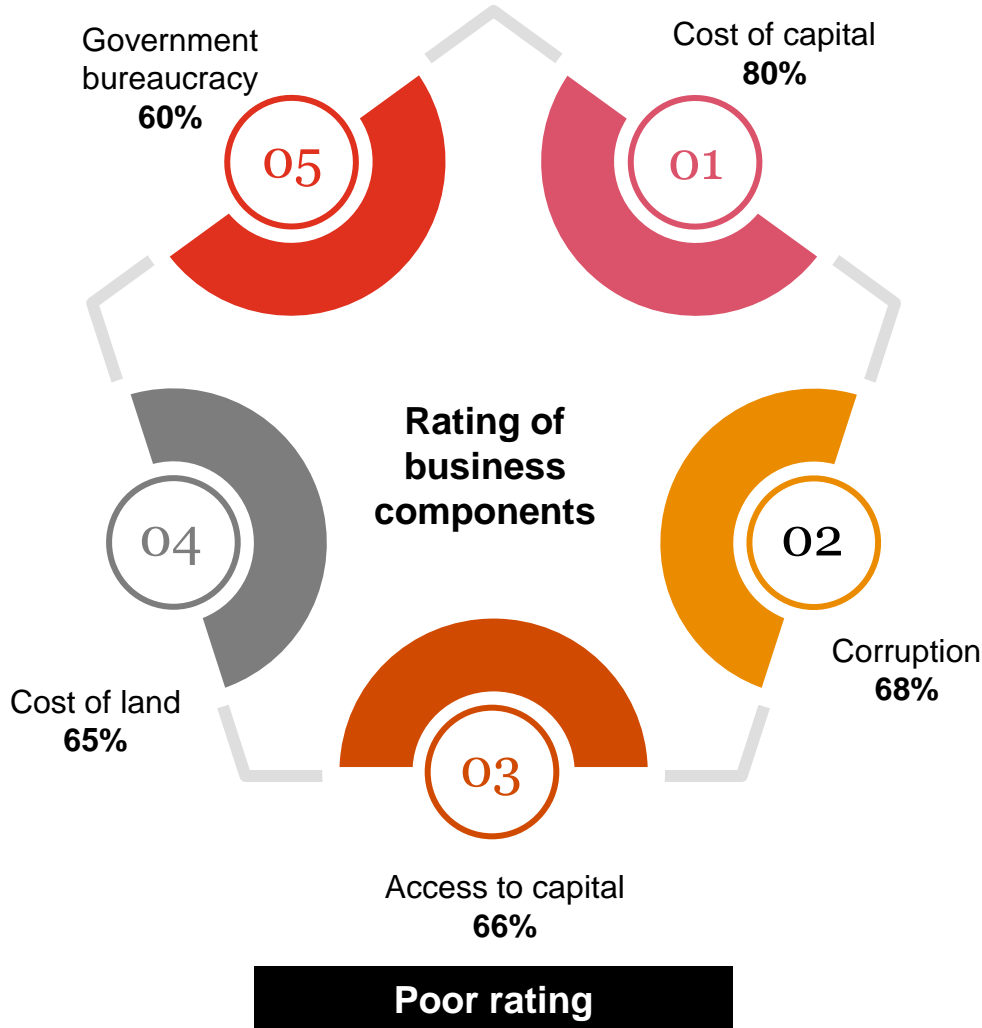 Government
bureaucracy
60%
05
Cost of capital
80%
01
Rating of
business
components
04
02
Cost of land
65%
Corruption
68%
03
Access to capital
66%
Poor rating